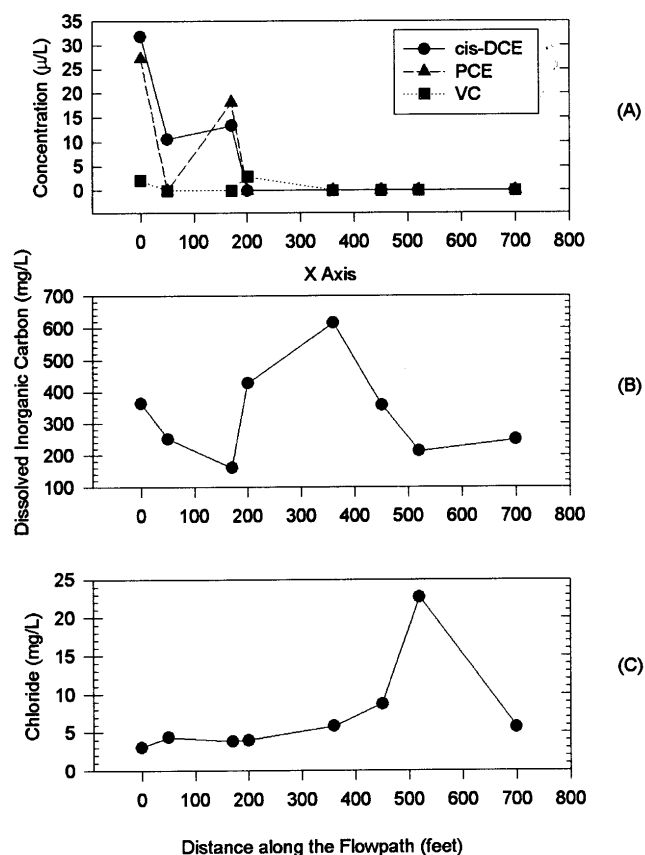 35
30
25
20
15
10
5
0
Concentration (µ/L)
cis-DCE
PCE
VC
(A)
0 100 200 300 400 500 600 700 800
X Axis
700
600
500
400
300
200
100
Dissolved Inorganic Carbon (mg/L)
(B)
0 100 200 300 400 500 600 700 800
25
20
15
10
5
0
Chloride (mg/L)
(C)
0 100 200 300 400 500 600 700 800
Distance along the Flowpath (feet)